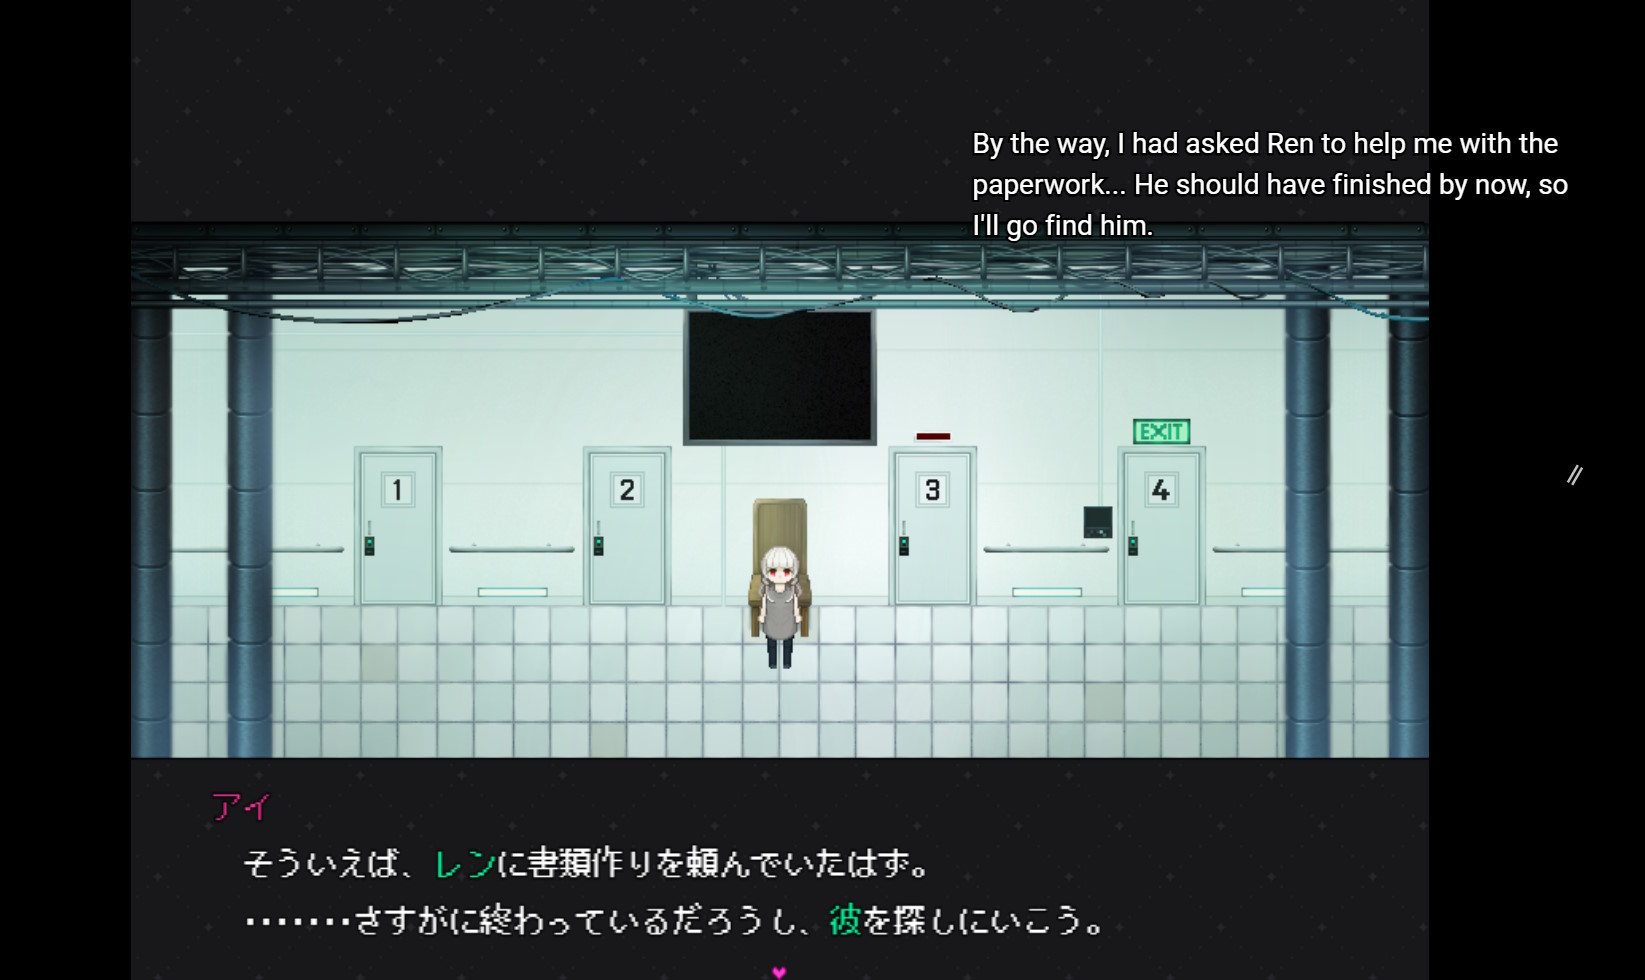 By the way, I had asked Ren to help me with the
paperwork... He should have finished by now, so
I'll go find him.
EXIT
1
2
3
4
アイ
そういえば、レンに書類作りを頼んでいたはず。
・・・・・・・さすがに終わっているだろうし、彼を探しにいこう。